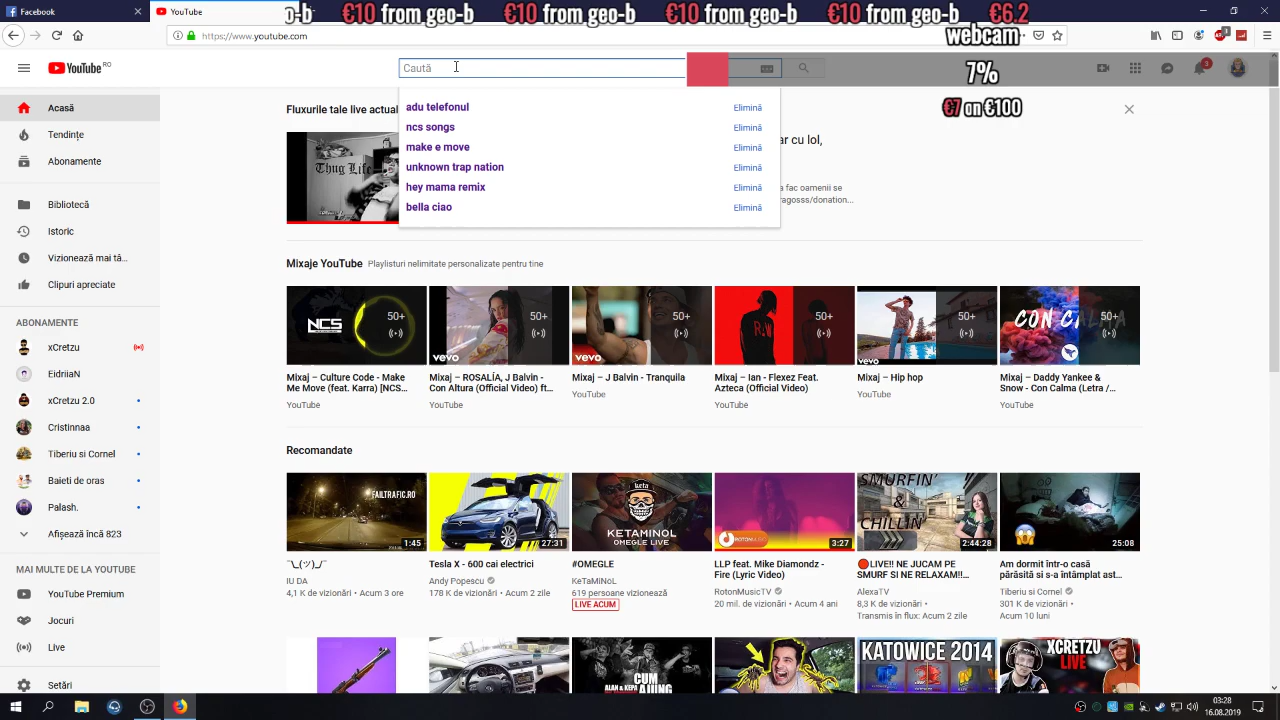 Facebook
YouTube
o-b €10 from geo-b €10 from geo-b €10 from geo-b €10 from geo-b €6.2
webcam
7%
€7 on €100
https://www.youtube.com
YouTube RO
Caută
3
adu telefonul Elimină
ncs songs Elimină
make e move Elimină
unknown trap nation Elimină
hey mama remix Elimină
bella ciao Elimină
Acasă
Tendințe
Abonamente
Bibliotecă
Istoric
Vizionează mai tâ...
Clipuri apreciate
ABONAMENTE
xCretzu
EidriiaN
xCretzu 2.0
Cristinnaa
Tiberiu si Cornel
Baieti de oras
Palash.
Afișează încă 823
MAI MULTE DE LA YOUTUBE
YouTube Premium
Jocuri
Live
Setări
Fluxurile tale live actual
Thug Life
ar cu lol,
a fac oamenii se
ragosss/donation...
Mixaje YouTube Playlisturi nelimitate personalizate pentru tine
NCS 50+
vevo 50+
vevo 50+
50+
vevo 50+
CON CALMA 50+
Mixaj – Culture Code - Make
Me Move (feat. Karra) [NCS...
YouTube
Mixaj – ROSALÍA, J Balvin -
Con Altura (Official Video) ft...
YouTube
Mixaj – J Balvin - Tranquila
YouTube
Mixaj – Ian - Flexez Feat.
Azteca (Official Video)
YouTube
Mixaj – Hip hop
YouTube
Mixaj – Daddy Yankee &
Snow - Con Calma (Letra /...
YouTube
Recomandate
FAILTRAFIC.RO
1:45
27:31
keta
KETAMINOL
OMEGLE LIVE
ROTONMUSIC
3:27
SMURFIN'
&
CHILLIN'
2:44:28
25:08
¯\_(ツ)_/¯
IU DA
4,1 K de vizionări • Acum 3 ore
Tesla X - 600 cai electrici
Andy Popescu
178 K de vizionări • Acum 2 zile
#OMEGLE
KeTaMiNoL
619 persoane vizionează
LIVE ACUM
LLP feat. Mike Diamondz -
Fire (Lyric Video)
RotonMusicTV
20 mil. de vizionări • Acum 4 ani
🔴LIVE!! NE JUCAM PE
SMURF SI NE RELAXAM!!...
AlexaTV
8,3 K de vizionări •
Transmis în flux: Acum 2 zile
Am dormit într-o casă
părăsită si s-a întâmplat ast...
Tiberiu si Cornel
301 K de vizionări •
Acum 10 luni
ALAN & KEPA
CUM
AJUNG
KATOWICE 2014
XCRETZU
LIVE
03:28
16.08.2019